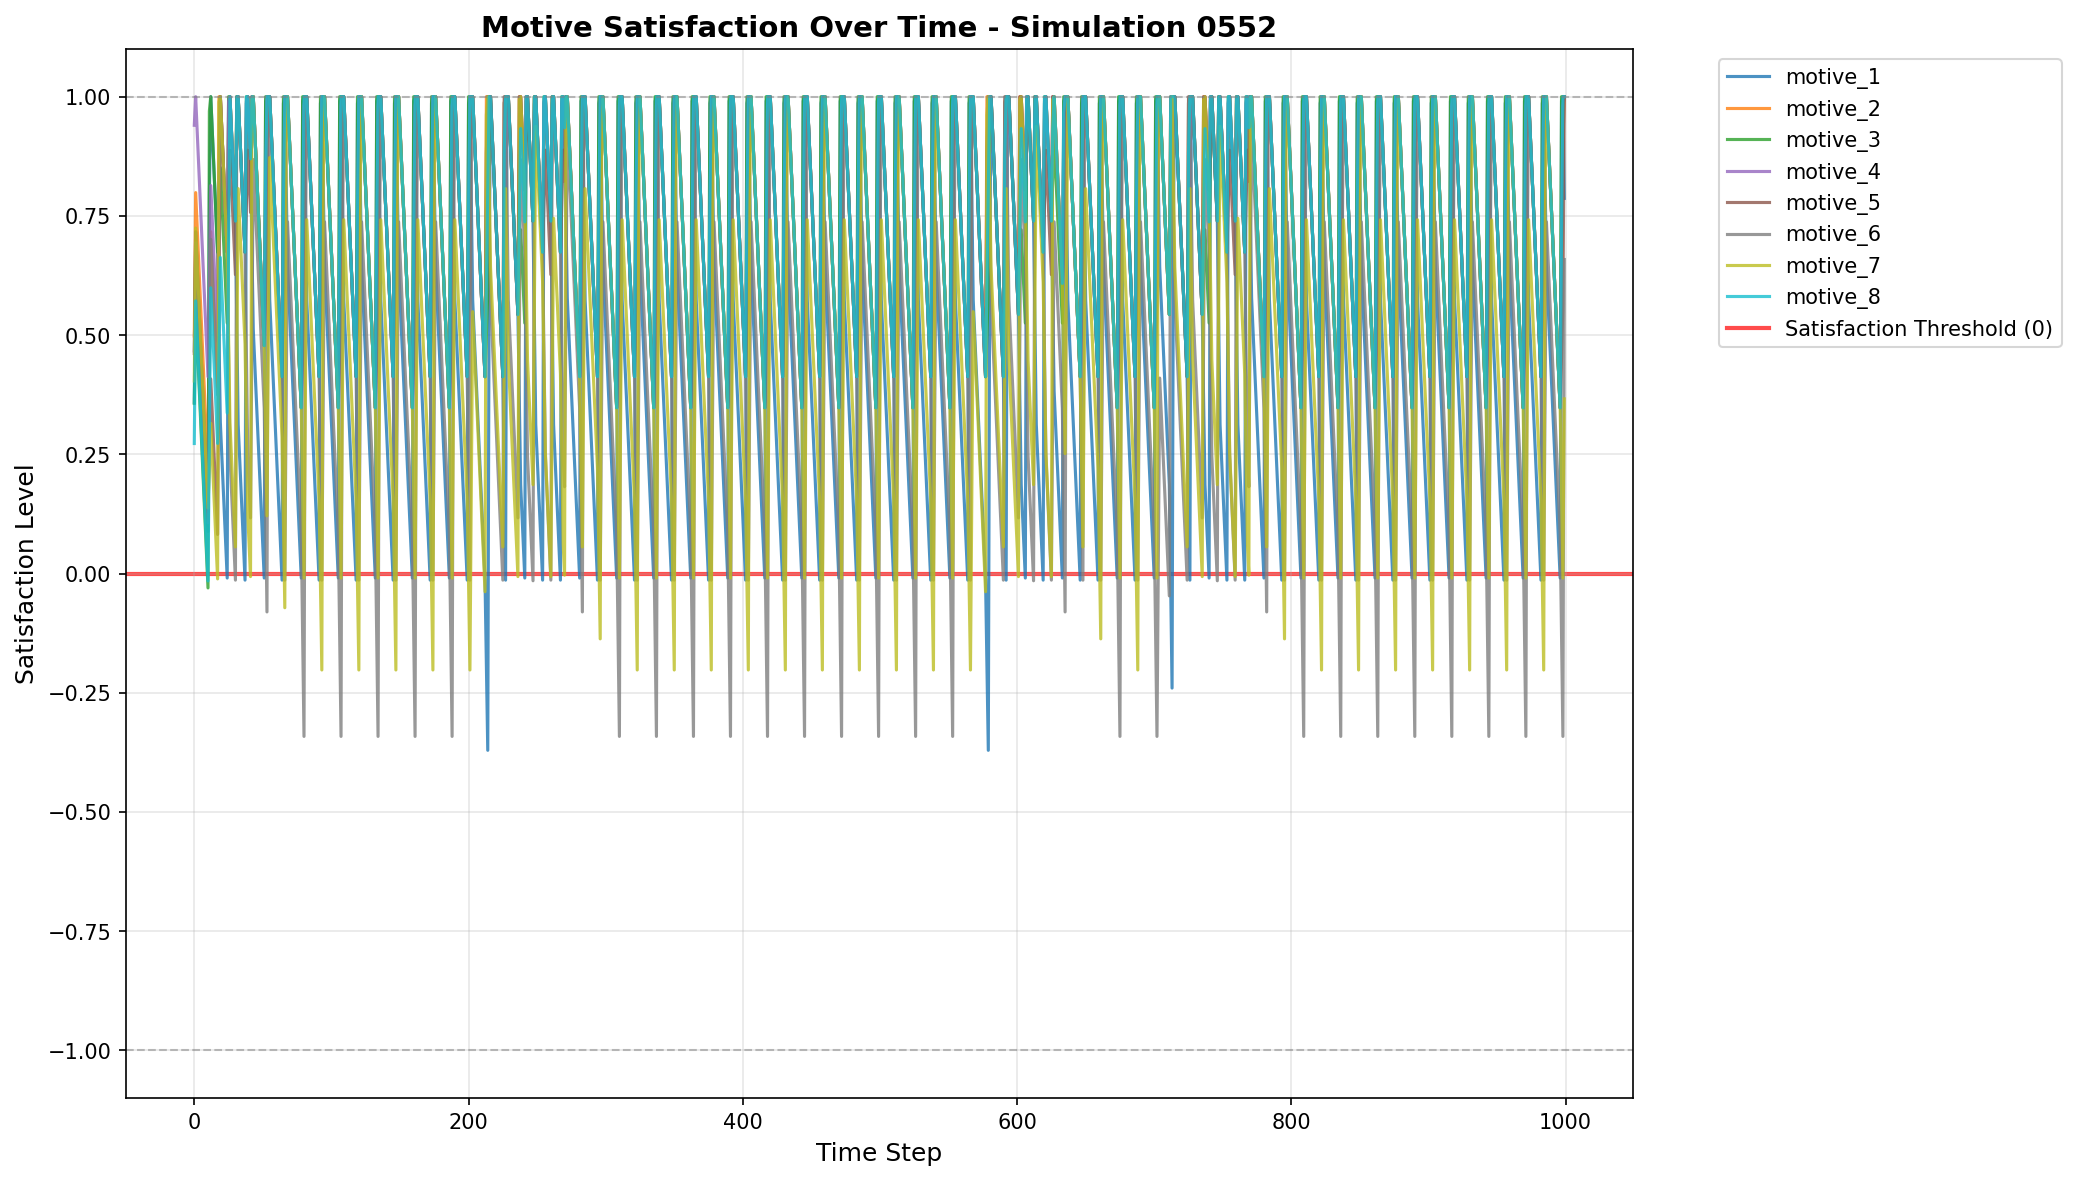 Motive Satisfaction Over Time - Simulation 0552
Satisfaction Level
1.00
0.75
0.50
0.25
0.00
−0.25
−0.50
−0.75
−1.00
0
200
400
600
800
1000
Time Step
motive_1
motive_2
motive_3
motive_4
motive_5
motive_6
motive_7
motive_8
Satisfaction Threshold (0)